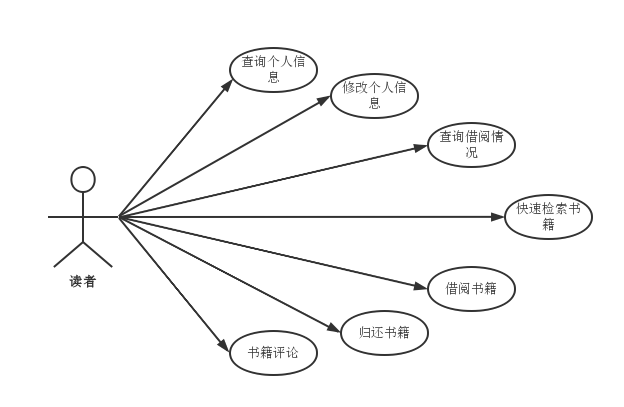 查询个人信
息
修改个人信
息
查询借阅情
况
快速检索书
籍
读者
借阅书籍
归还书籍
书籍评论